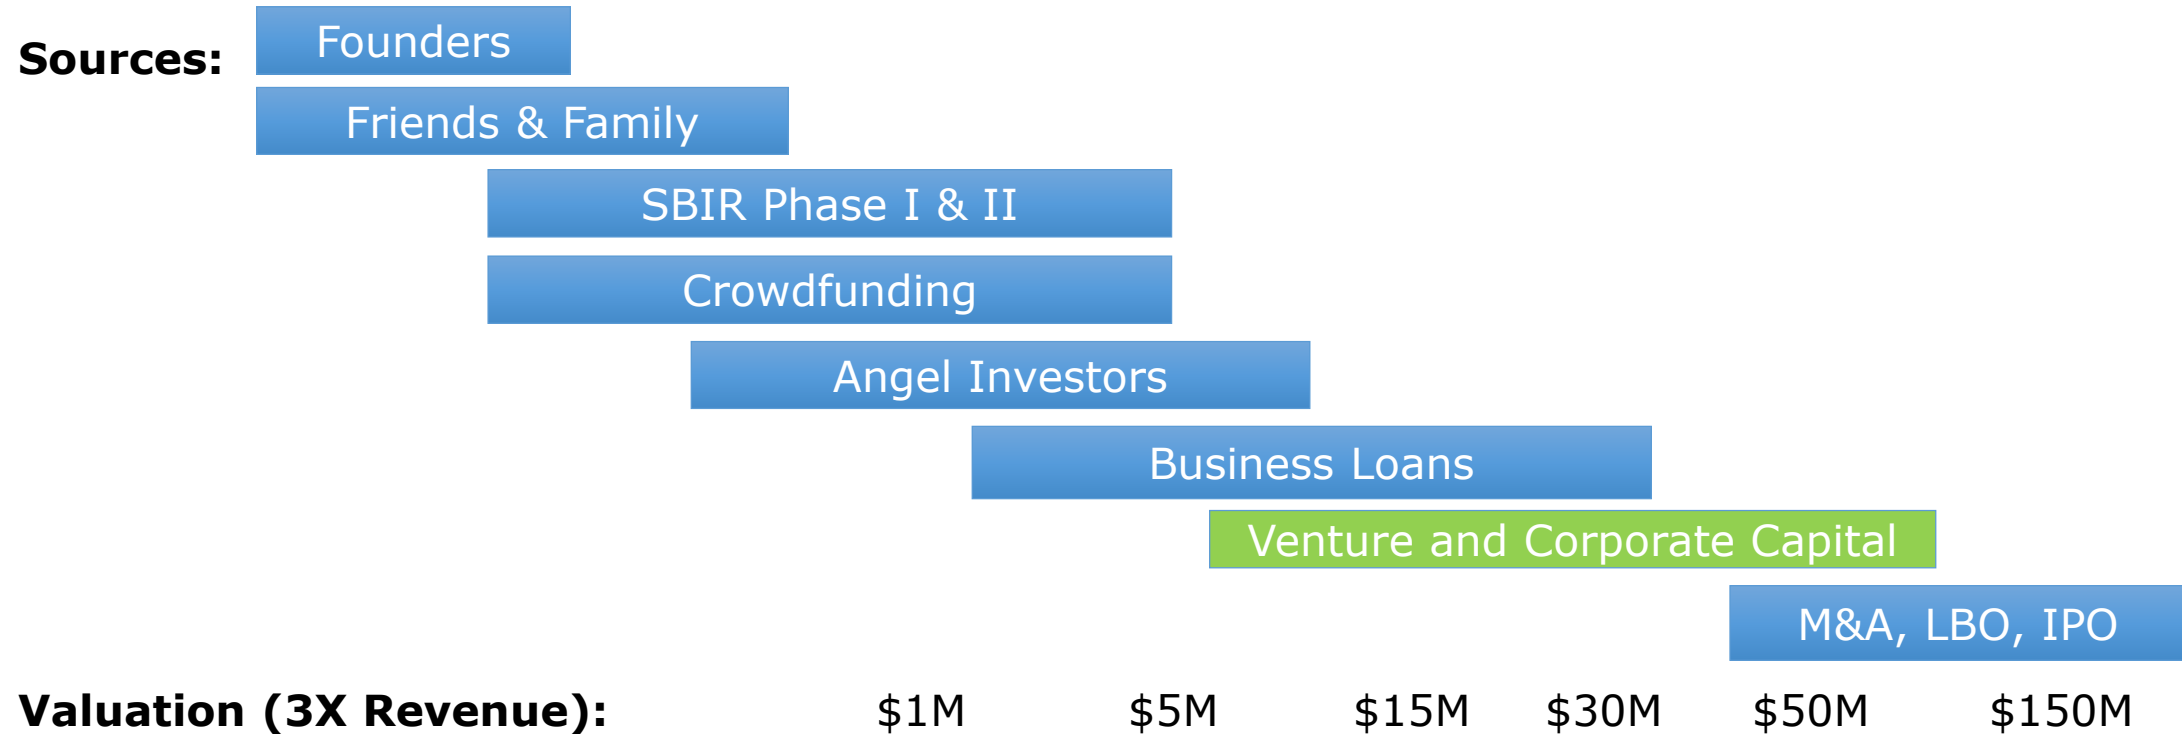 Sources:
Founders
Friends & Family
SBIR Phase I & II
Crowdfunding
Angel Investors
Business Loans
Venture and Corporate Capital
M&A, LBO, IPO
Valuation (3X Revenue): $1M $5M $15M $30M $50M $150M